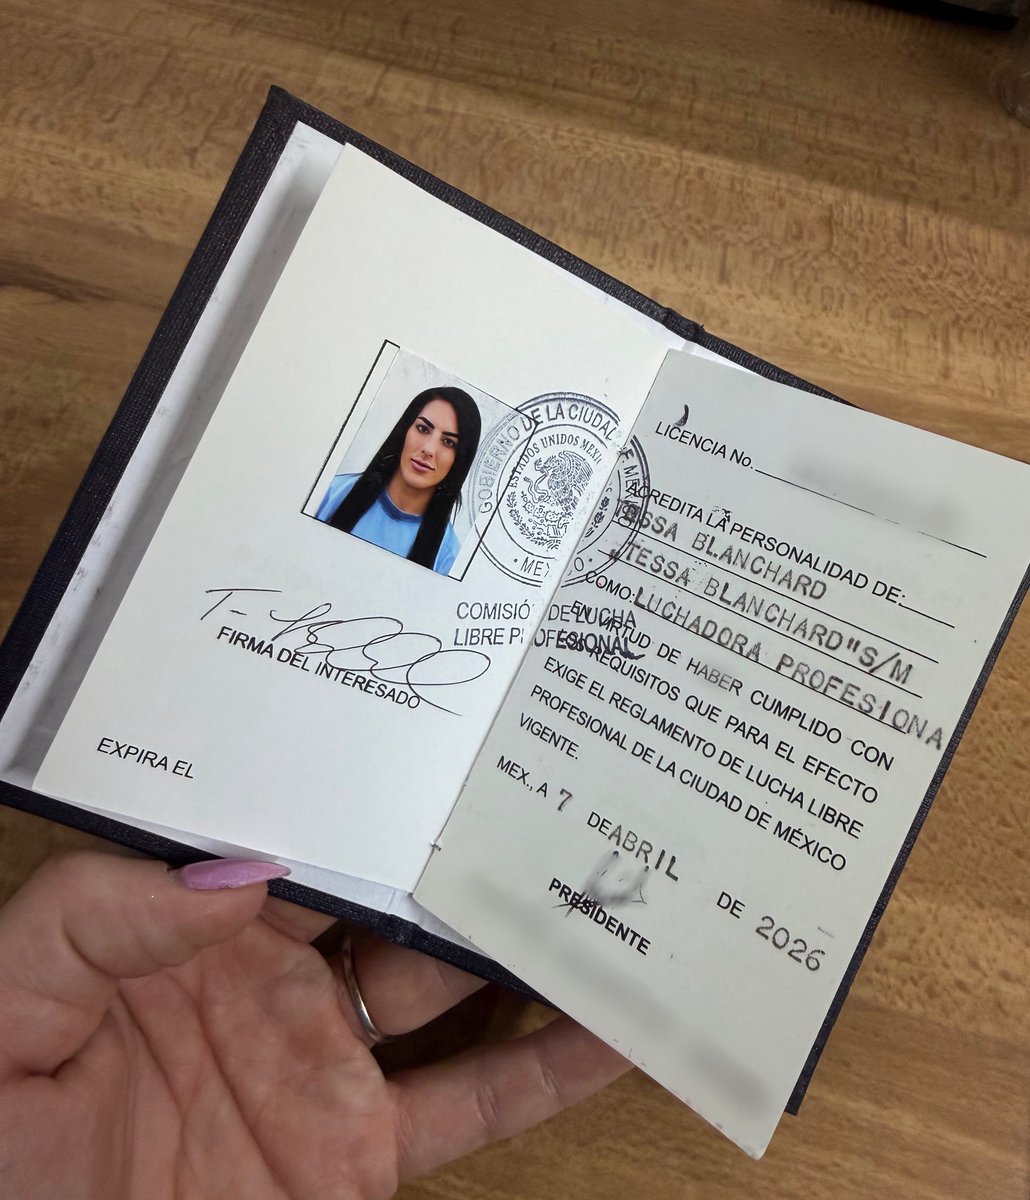 GOBIERNO DE LA CIUDAD DE MÉXICO
ESTADOS UNIDOS MEXI
COMISIÓN DE LUCHA
LIBRE PROFESIONAL
FIRMA DEL INTERESADO
EXPIRA EL
LICENCIA No.
ACREDITA LA PERSONALIDAD DE:
TESSA BLANCHARD
"TESSA BLANCHARD"S/M
COMO:LUCHADORA PROFESIONA
EN VIRTUD DE HABER CUMPLIDO CON
LOS REQUISITOS QUE PARA EL EFECTO
EXIGE EL REGLAMENTO DE LUCHA LIBRE
PROFESIONAL DE LA CIUDAD DE MÉXICO
VIGENTE.
MEX., A 7 DE ABRIL DE 2026
PRESIDENTE